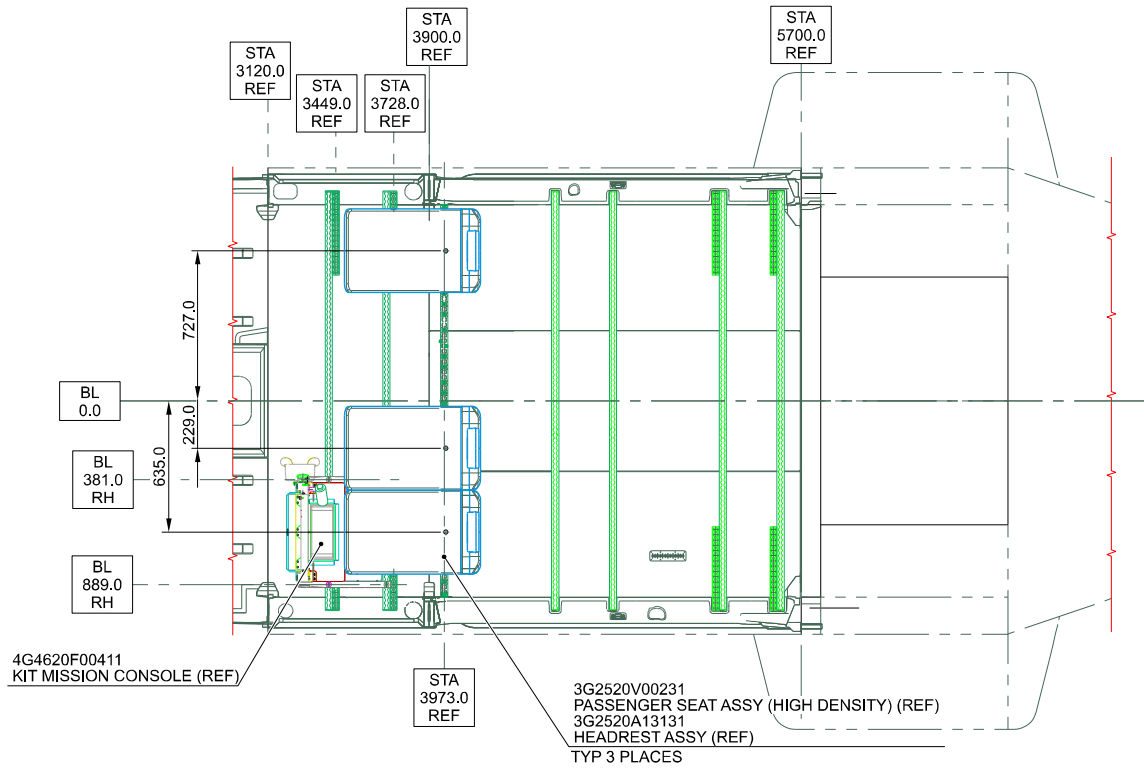 STA
3900.0
REF
STA
5700.0
REF
STA
3120.0
REF
STA
3449.0
REF
STA
3728.0
REF
727.0
BL
0.0
229.0
635.0
BL
381.0
RH
BL
889.0
RH
4G4620F00411
KIT MISSION CONSOLE (REF)
STA
3973.0
REF
3G2520V00231
PASSENGER SEAT ASSY (HIGH DENSITY) (REF)
3G2520A13131
HEADREST ASSY (REF)
TYP 3 PLACES